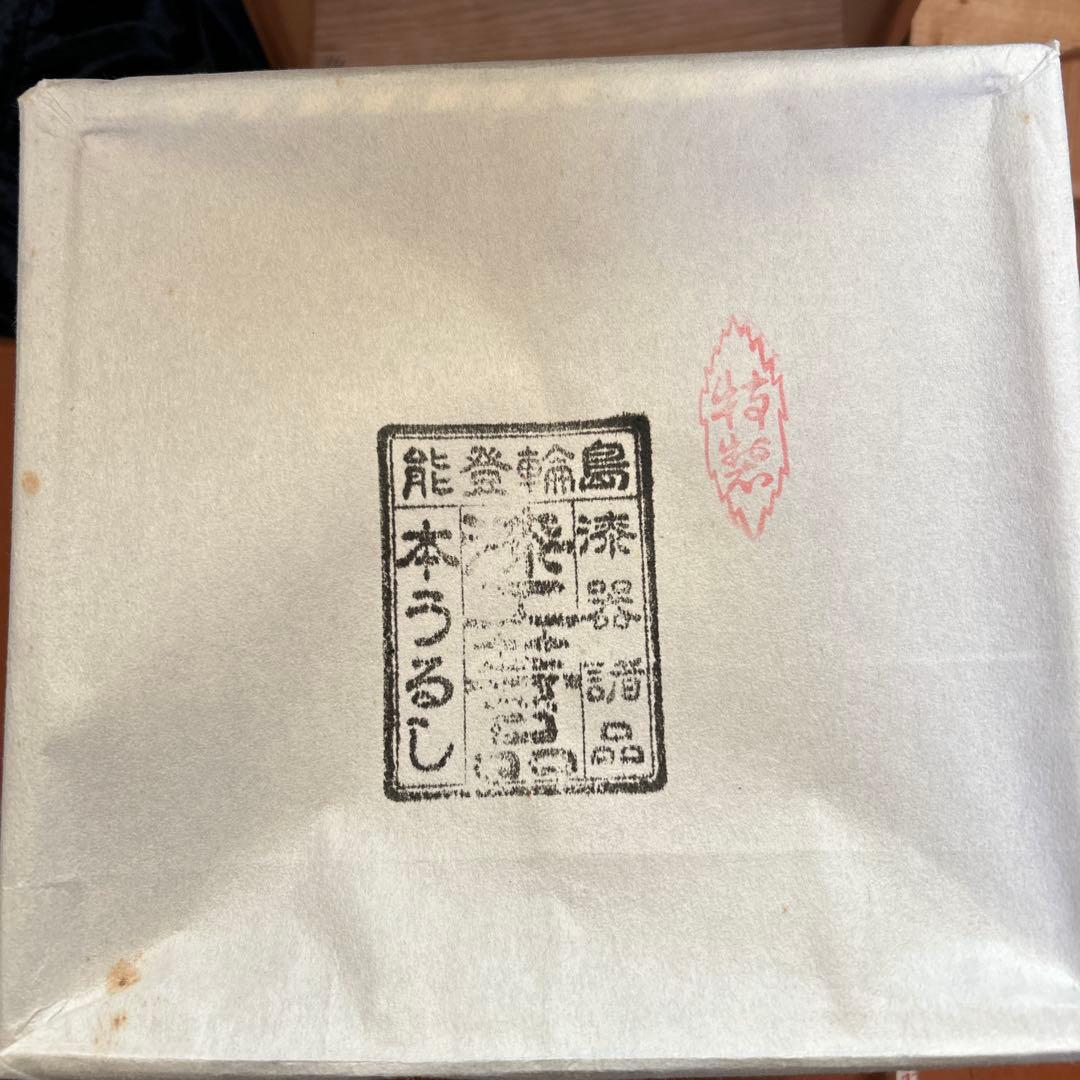 特製
能登輪島
漆器諸品
本うるし